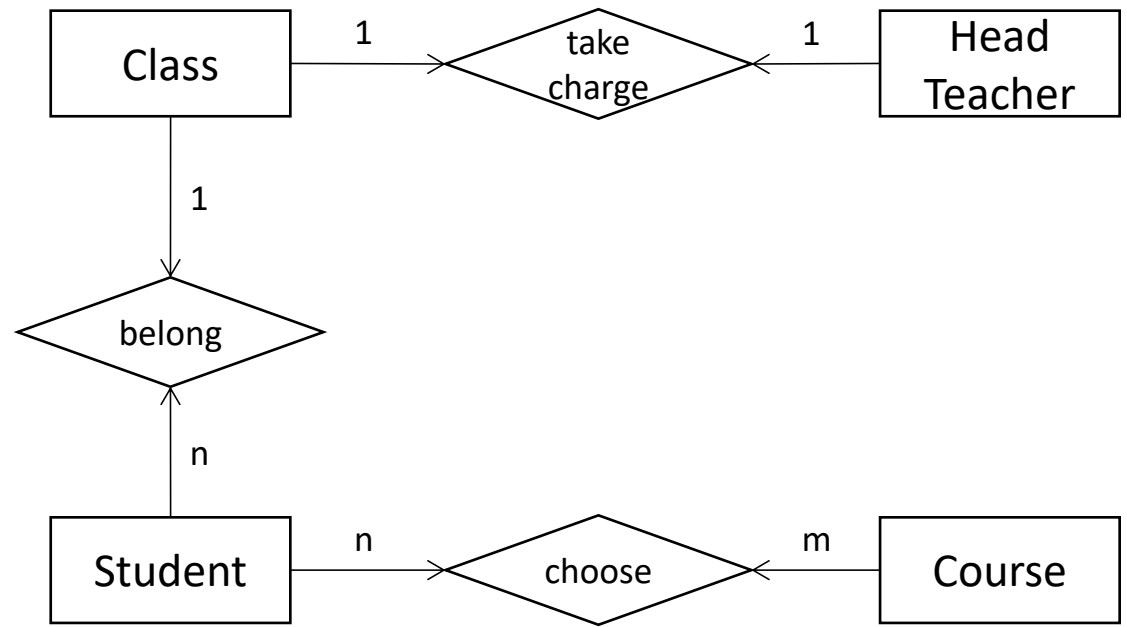 Class
1
take
charge
1
Head
Teacher
1
belong
n
Student
n
choose
m
Course